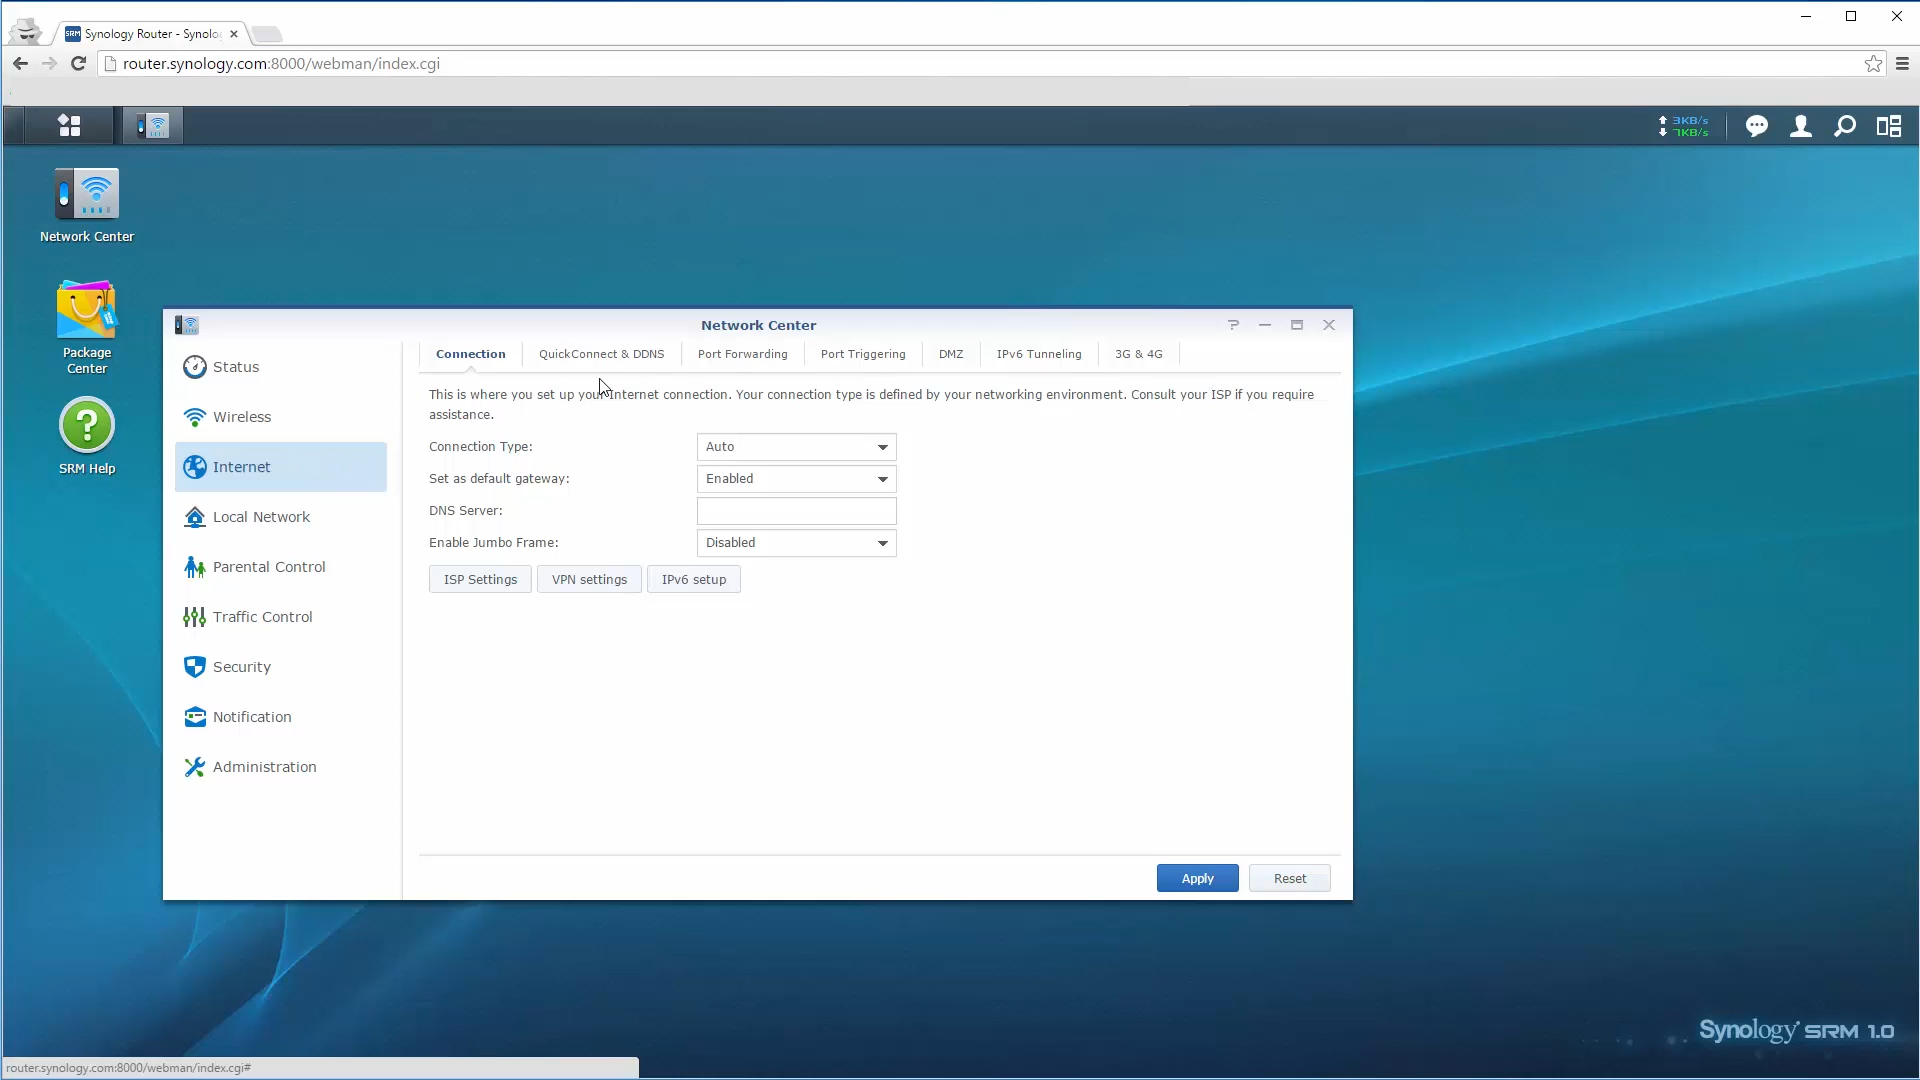 SRM Synology Router - Synolo
router.synology.com:8000/webman/index.cgi
3KB/s
7KB/s
Network Center
Package
Center
SRM Help
Network Center
Status
Wireless
Internet
Local Network
Parental Control
Traffic Control
Security
Notification
Administration
Connection QuickConnect & DDNS Port Forwarding Port Triggering DMZ IPv6 Tunneling 3G & 4G
This is where you set up your Internet connection. Your connection type is defined by your networking environment. Consult your ISP if you require
assistance.
Connection Type: Auto
Set as default gateway: Enabled
DNS Server:
Enable Jumbo Frame: Disabled
ISP Settings VPN settings IPv6 setup
Apply Reset
Synology SRM 1.0
router.synology.com:8000/webman/index.cgi#